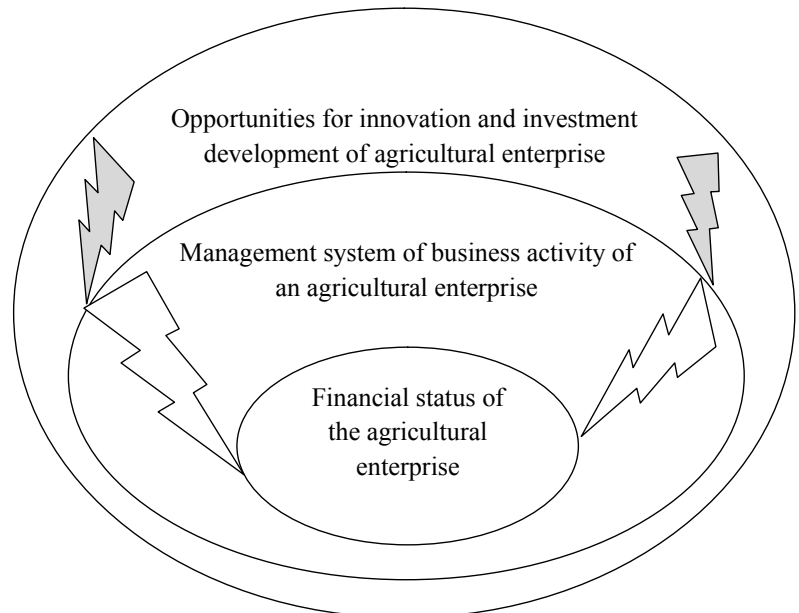 Opportunities for innovation and investment
development of agricultural enterprise
Management system of business activity of
an agricultural enterprise
Financial status of
the agricultural
enterprise